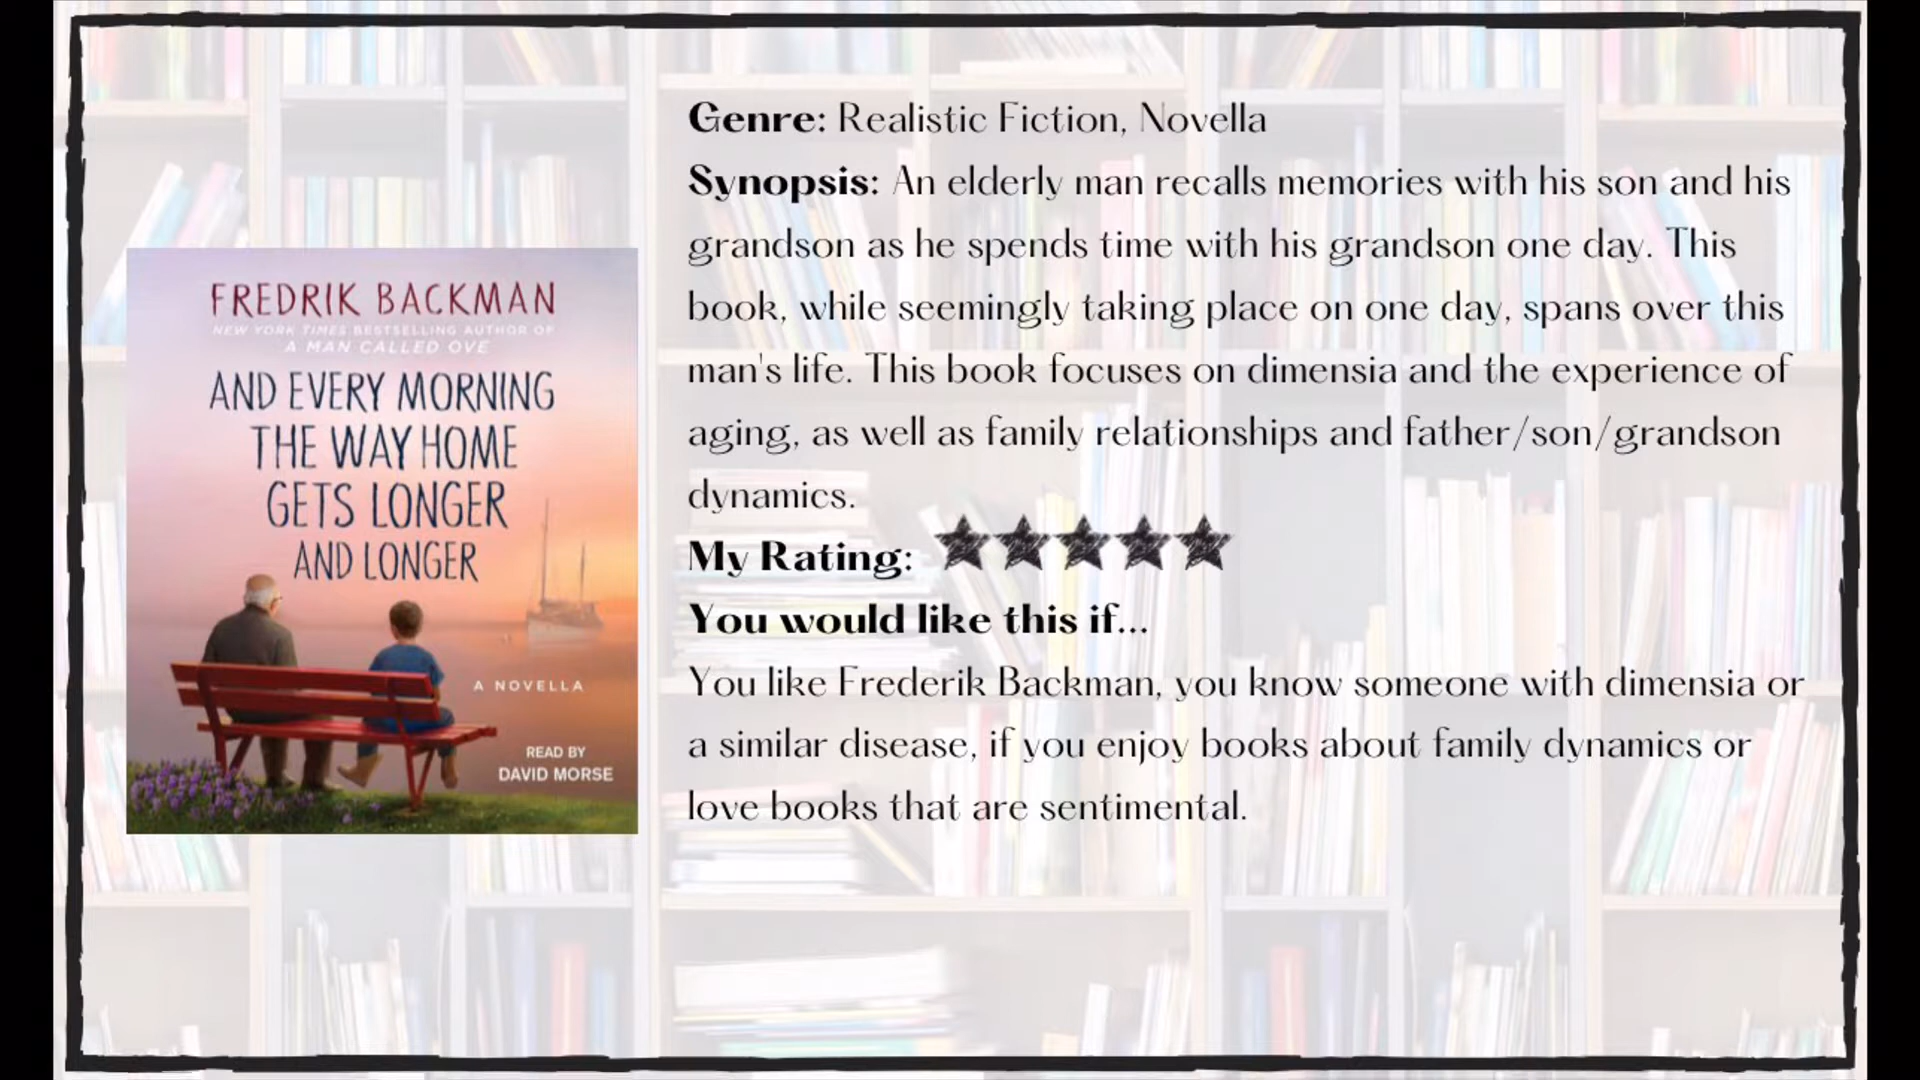 FREDRIK BACKMAN
NEW YORK TIMES BESTSELLING AUTHOR OF
A MAN CALLED OVE
AND EVERY MORNING
THE WAY HOME
GETS LONGER
AND LONGER
A NOVELLA
READ BY
DAVID MORSE
Genre: Realistic Fiction, Novella
Synopsis: An elderly man recalls memories with his son and his
grandson as he spends time with his grandson one day. This
book, while seemingly taking place on one day, spans over this
man's life. This book focuses on dimensia and the experience of
aging, as well as family relationships and father/son/grandson
dynamics.
My Rating:
You would like this if...
You like Frederik Backman, you know someone with dimensia or
a similar disease, if you enjoy books about family dynamics or
love books that are sentimental.